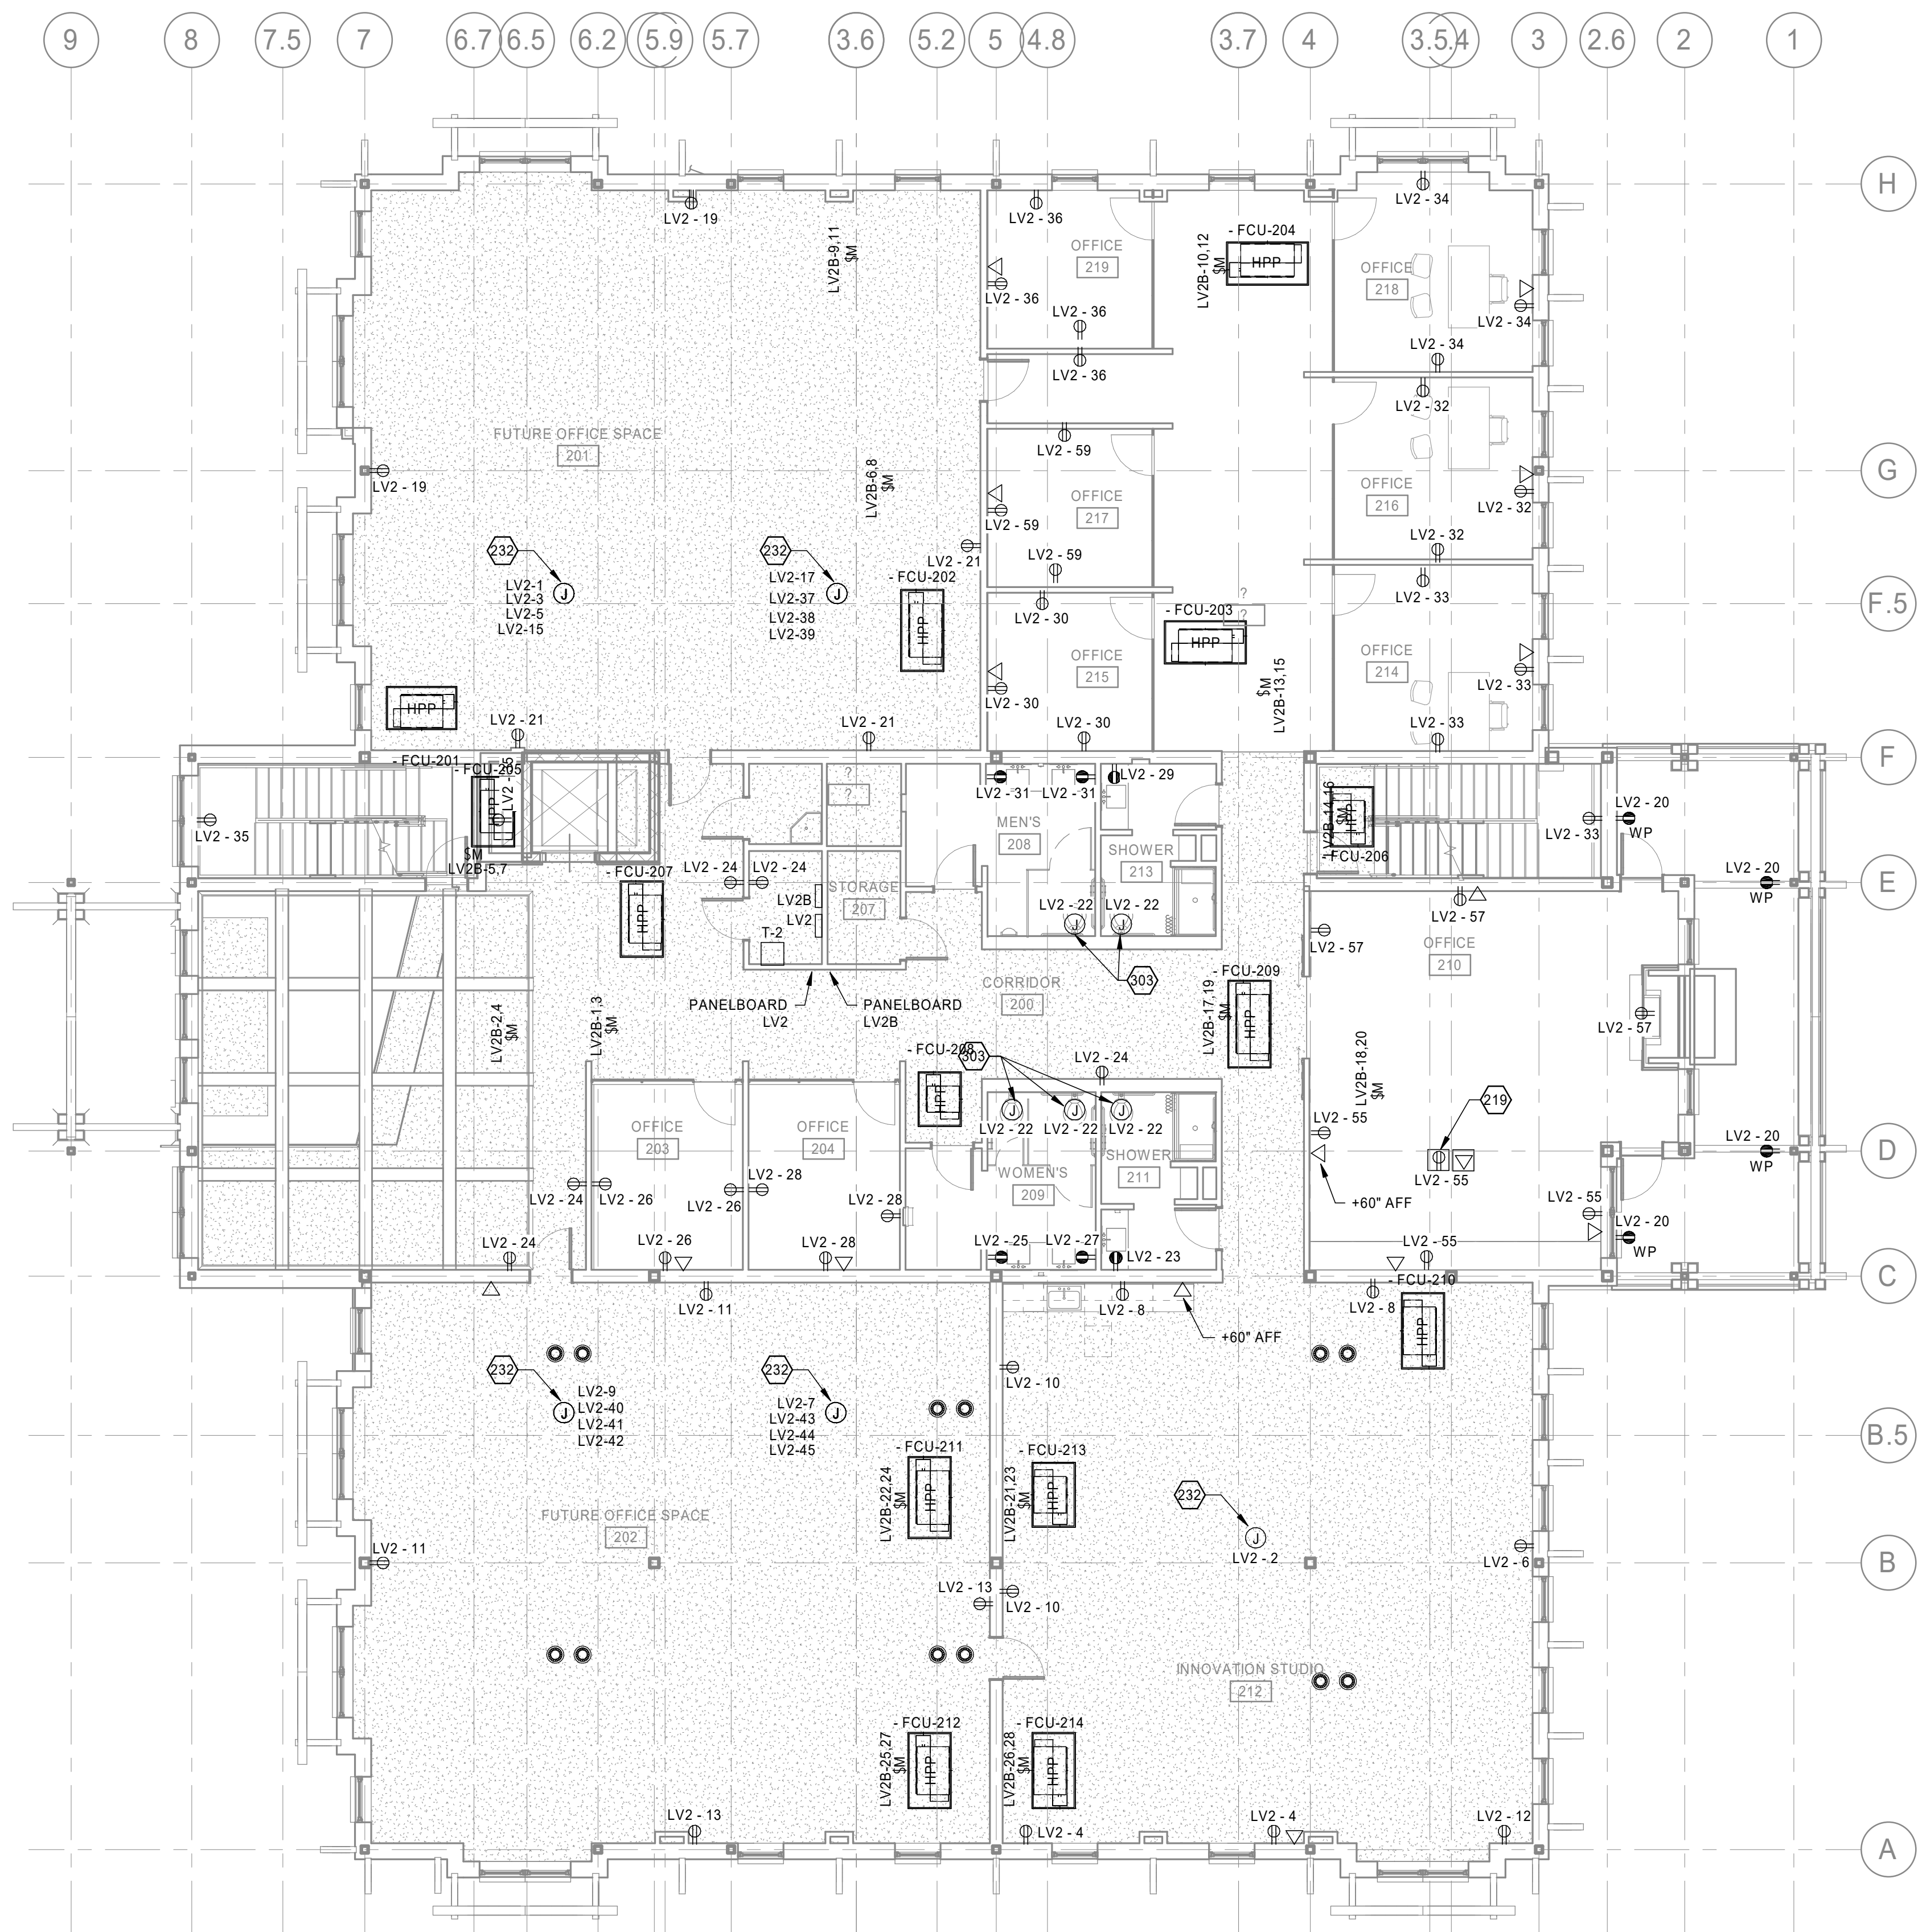 9 8 7.5 7 6.7 6.5 6.2 5.9 5.7 3.6 5.2 5 4.8 3.7 4 3.5 3 2.6 2 1
H
G
F.5
F
E
D
C
B.5
B
A
LV2 - 19
LV2B-9,11
$M
LV2 - 36
OFFICE
219
LV2 - 36
LV2 - 36
LV2 - 36
- FCU-204
HPP
LV2B-10,12
$M
LV2 - 34
OFFICE
218
LV2 - 34
LV2 - 34
LV2 - 32
FUTURE OFFICE SPACE
201
LV2 - 19
LV2B-6,8
$M
LV2 - 59
OFFICE
217
LV2 - 59
LV2 - 59
OFFICE
216
LV2 - 32
LV2 - 32
232
LV2-1
LV2-3
LV2-5
LV2-15
J
232
LV2-17
LV2-37
LV2-38
LV2-39
J
LV2 - 21
- FCU-202
HPP
LV2 - 30
- FCU-203
HPP
?
?
LV2 - 33
OFFICE
215
LV2 - 30
LV2 - 30
$M
LV2B-13,15
OFFICE
214
LV2 - 33
LV2 - 33
HPP
LV2 - 21
LV2 - 21
- FCU-201
- FCU-205
HPP
LV2 - 35
$M
LV2B-5,7
?
?
LV2 - 31
LV2 - 31
LV2 - 29
MEN'S
208
SHOWER
213
LV2B-14,16
$M
HPP
- FCU-206
LV2 - 33
LV2 - 20
WP
LV2 - 20
WP
- FCU-207
HPP
LV2 - 24
LV2 - 24
LV2B
LV2
T-2
STORAGE
207
LV2 - 22
LV2 - 22
J
J
303
LV2 - 57
LV2 - 57
OFFICE
210
LV2 - 57
PANELBOARD
LV2
PANELBOARD
LV2B
CORRIDOR
200
- FCU-209
HPP
LV2B-17,19
$M
LV2B-2,4
$M
LV2B-1,3
$M
- FCU-208
HPP
303
LV2 - 24
LV2B-18,20
$M
J
J
J
LV2 - 22
LV2 - 22
LV2 - 22
OFFICE
203
OFFICE
204
WOMEN'S
209
SHOWER
211
LV2 - 55
+60" AFF
219
LV2 - 55
LV2 - 20
WP
LV2 - 24
LV2 - 26
LV2 - 26
LV2 - 28
LV2 - 28
LV2 - 55
LV2 - 20
WP
LV2 - 24
LV2 - 26
LV2 - 28
LV2 - 25
LV2 - 27
LV2 - 23
LV2 - 55
LV2 - 11
LV2 - 8
+60" AFF
LV2 - 8
- FCU-210
HPP
232
J
LV2-9
LV2-40
LV2-41
LV2-42
232
J
LV2-7
LV2-43
LV2-44
LV2-45
LV2 - 10
- FCU-211
HPP
LV2B-22,24
$M
- FCU-213
HPP
LV2B-21,23
$M
232
J
LV2 - 2
FUTURE OFFICE SPACE
202
LV2 - 11
LV2 - 6
LV2 - 13
LV2 - 10
INNOVATION STUDIO
212
- FCU-212
HPP
LV2B-25,27
$M
- FCU-214
HPP
LV2B-26,28
$M
LV2 - 13
LV2 - 4
LV2 - 4
LV2 - 12